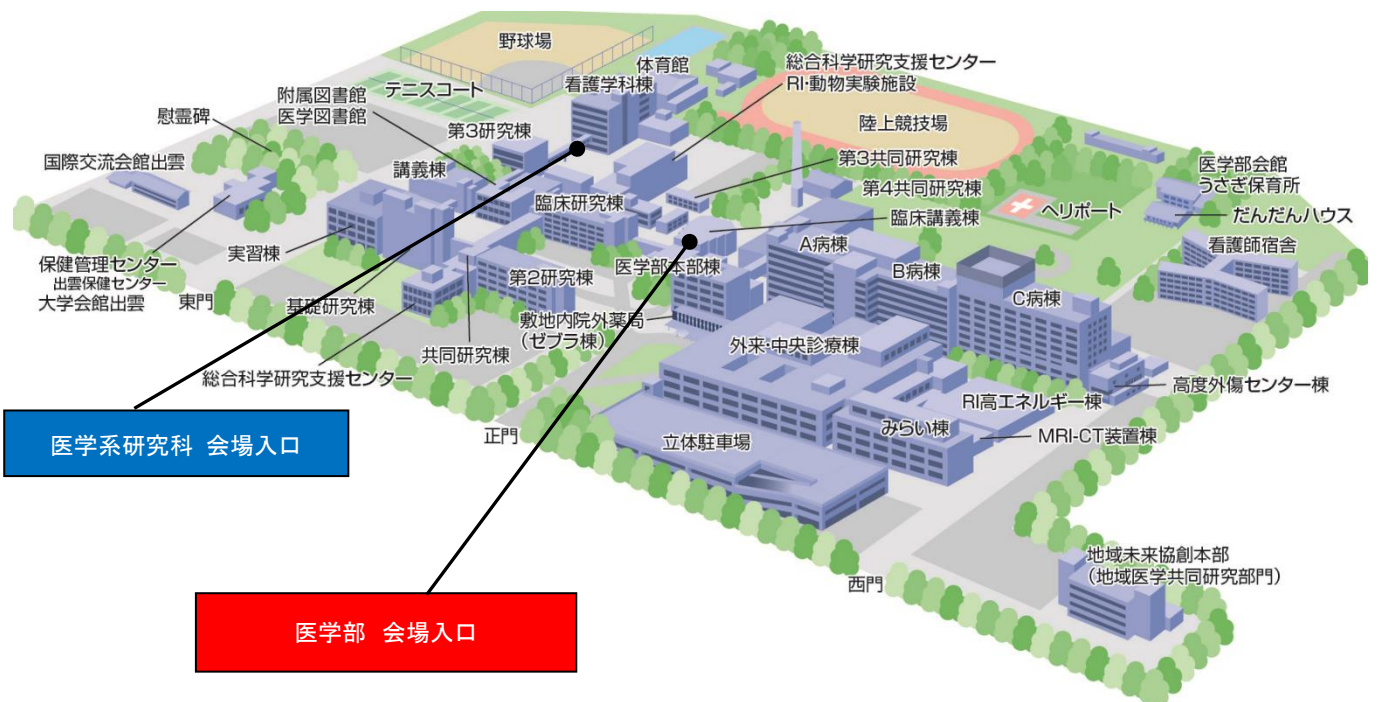 野球場
体育館
総合科学研究支援センター
RI・動物実験施設
テニスコート
看護学科棟
附属図書館
医学図書館
慰霊碑
第3研究棟
陸上競技場
国際交流会館出雲
講義棟
第3共同研究棟
医学部会館
うさぎ保育所
第4共同研究棟
臨床研究棟
ヘリポート
だんだんハウス
臨床講義棟
実習棟
A病棟
看護師宿舎
保健管理センター
出雲保健センター
大学会館出雲
医学部本部棟
B病棟
第2研究棟
東門
基礎研究棟
C病棟
敷地内院外薬局
(ゼブラ棟)
共同研究棟
外来・中央診療棟
総合科学研究支援センター
高度外傷センター棟
RI高エネルギー棟
みらい棟
正門
立体駐車場
MRI-CT装置棟
医学系研究科 会場入口
地域未来協創本部
(地域医学共同研究部門)
西門
医学部 会場入口